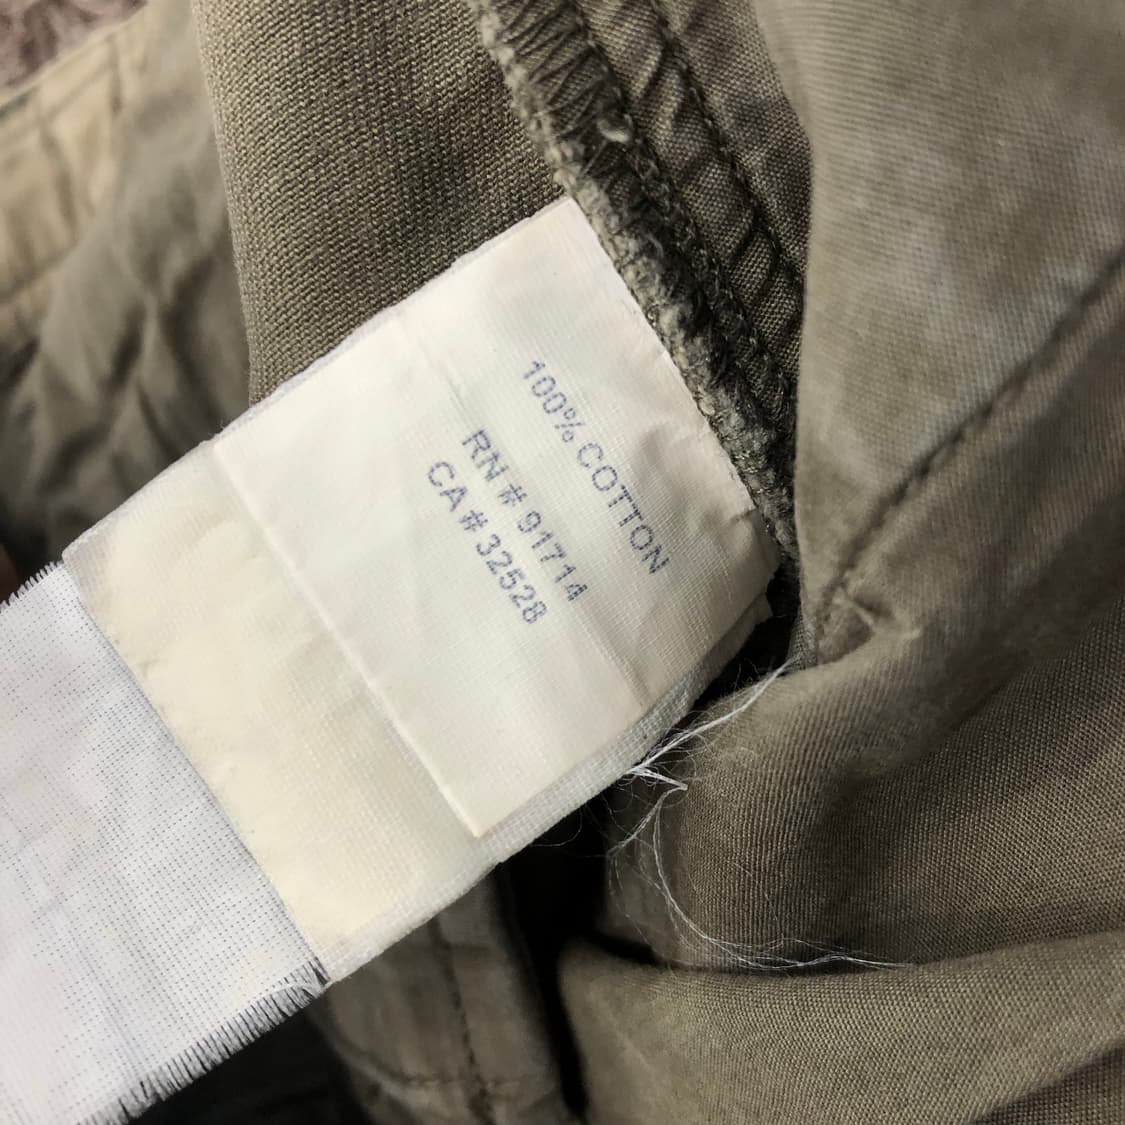 100% COTTON
RN # 91714
CA # 32528